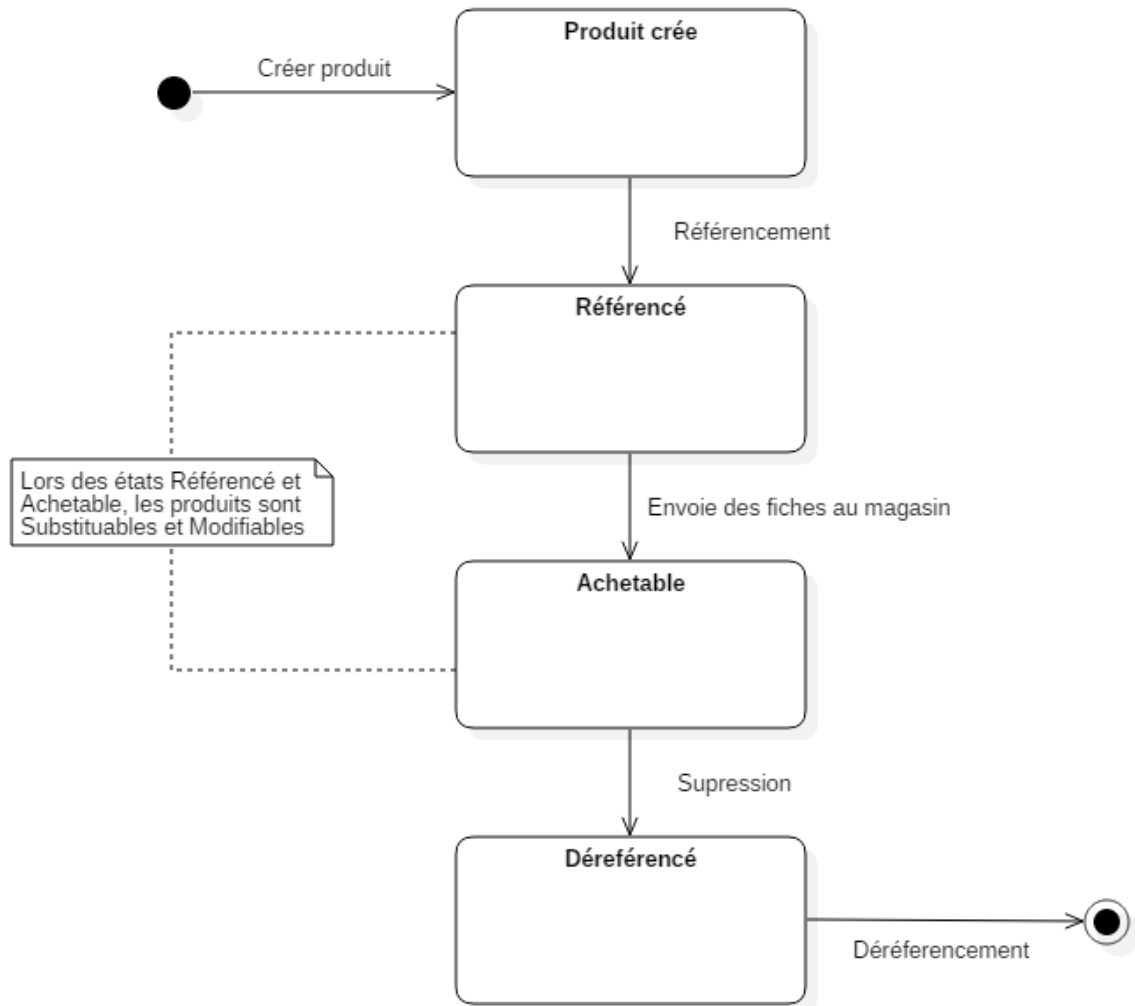 Produit crée
Créer produit
Référencement
Référencé
Lors des états Référencé et
Achetable, les produits sont
Substituables et Modifiables
Envoie des fiches au magasin
Achetable
Supression
Déreférencé
Déréferencement